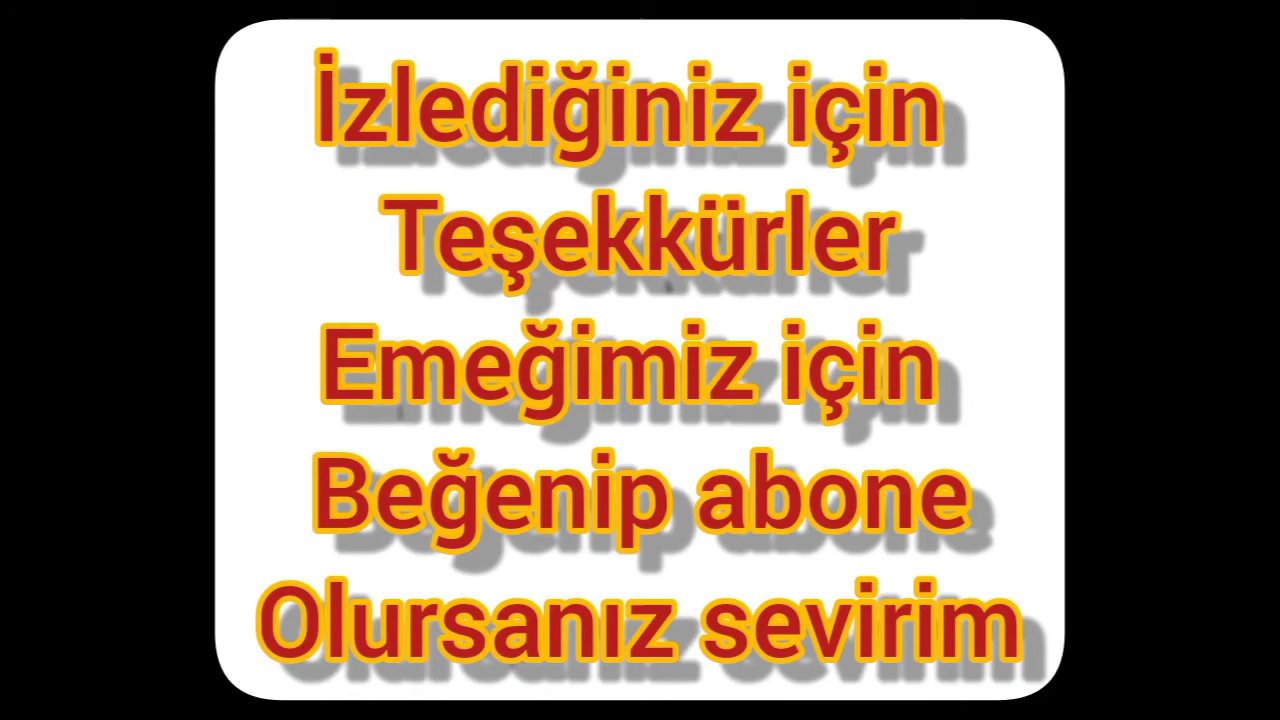 İzlediğiniz için
Teşekkürler
Emeğimiz için
Beğenip abone
Olursanız sevirim